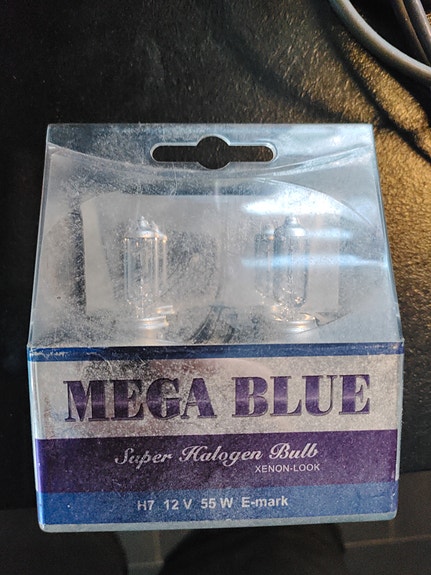 MEGA BLUE
Super Halogen Bulb
XENON-LOOK
H7 12 V 55 W E-mark